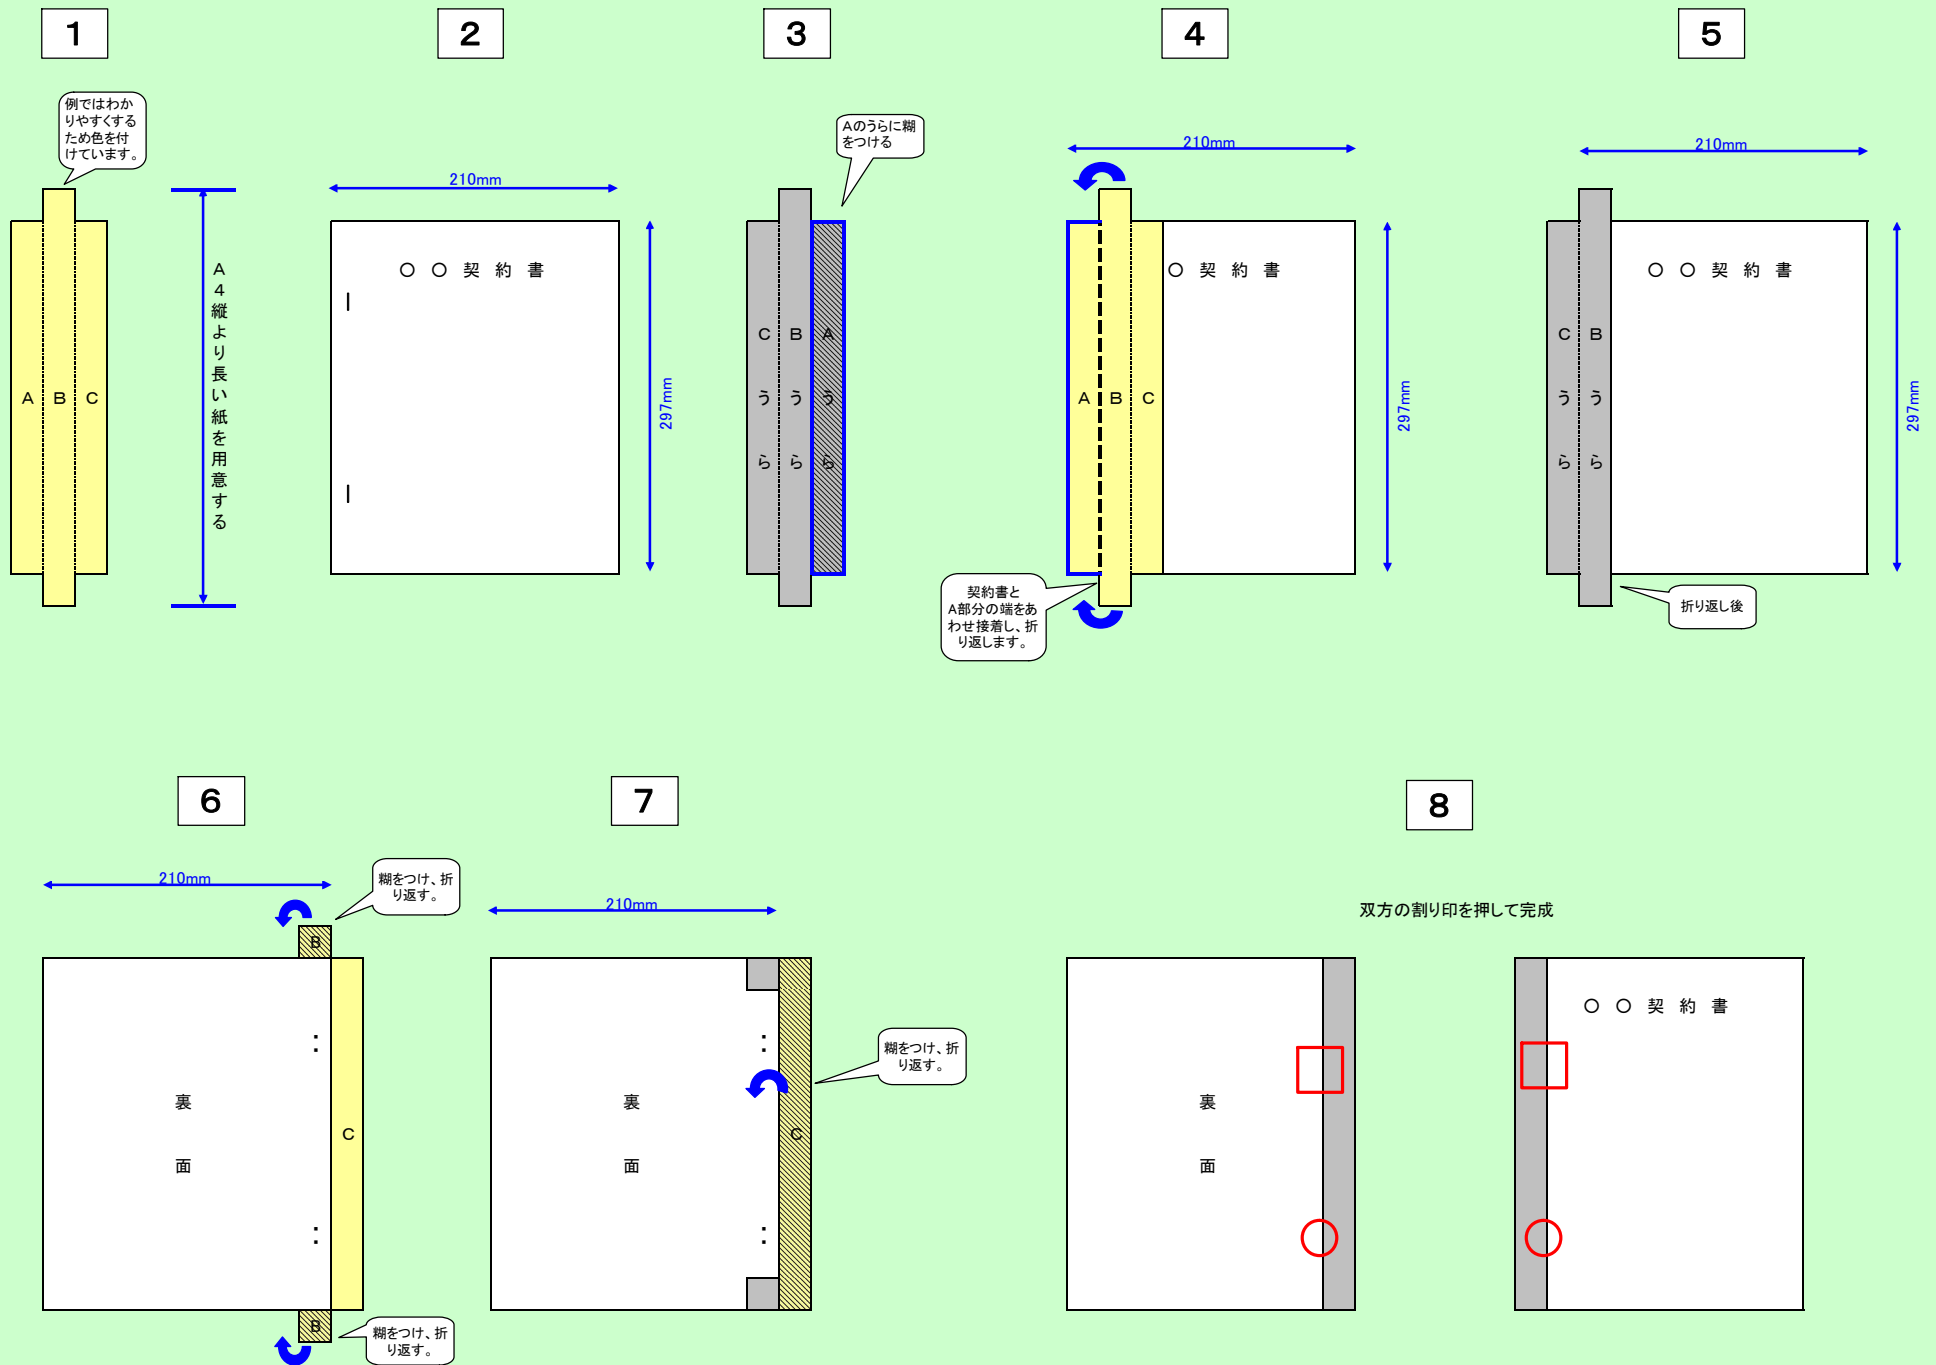 1
例ではわか
りやすくする
ため色を付
けています。
A B C
A4縦より長い紙を用意する
2
210mm
○ ○ 契 約 書
297mm
3
Aのうらに糊
をつける
Cうら
Bうら
Aうら
4
210mm
○ 契 約 書
A B C
297mm
契約書と
A部分の端をあ
わせ接着し、折
り返します。
5
210mm
○ ○ 契 約 書
Cうら
Bうら
297mm
折り返し後
6
210mm
糊をつけ、折
り返す。
B
裏面
C
B
糊をつけ、折
り返す。
7
210mm
裏面
C
糊をつけ、折
り返す。
8
双方の割り印を押して完成
裏面
○ ○ 契 約 書